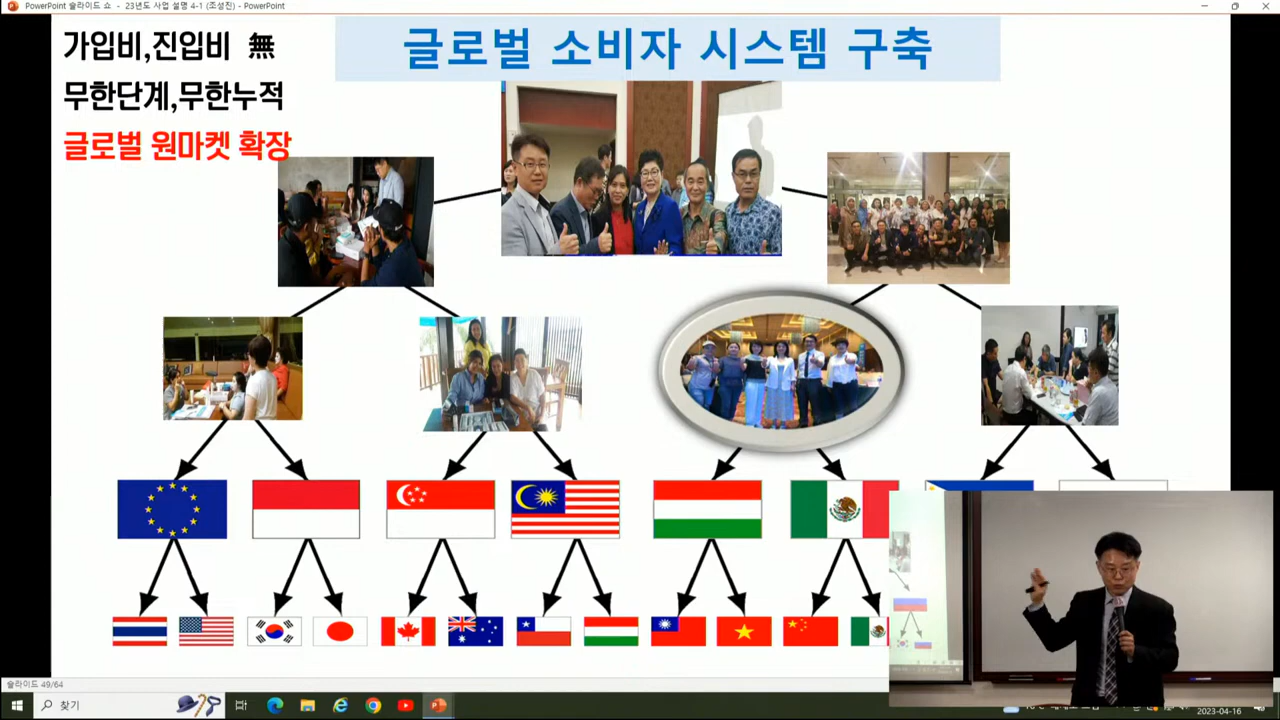 PowerPoint 슬라이드 쇼 - 23년도 사업 설명 4-1 (조성진) - PowerPoint
가입비,진입비 無
무한단계,무한누적
글로벌 원마켓 확장
글로벌 소비자 시스템 구축
슬라이드 49/64
찾기
2023-04-16